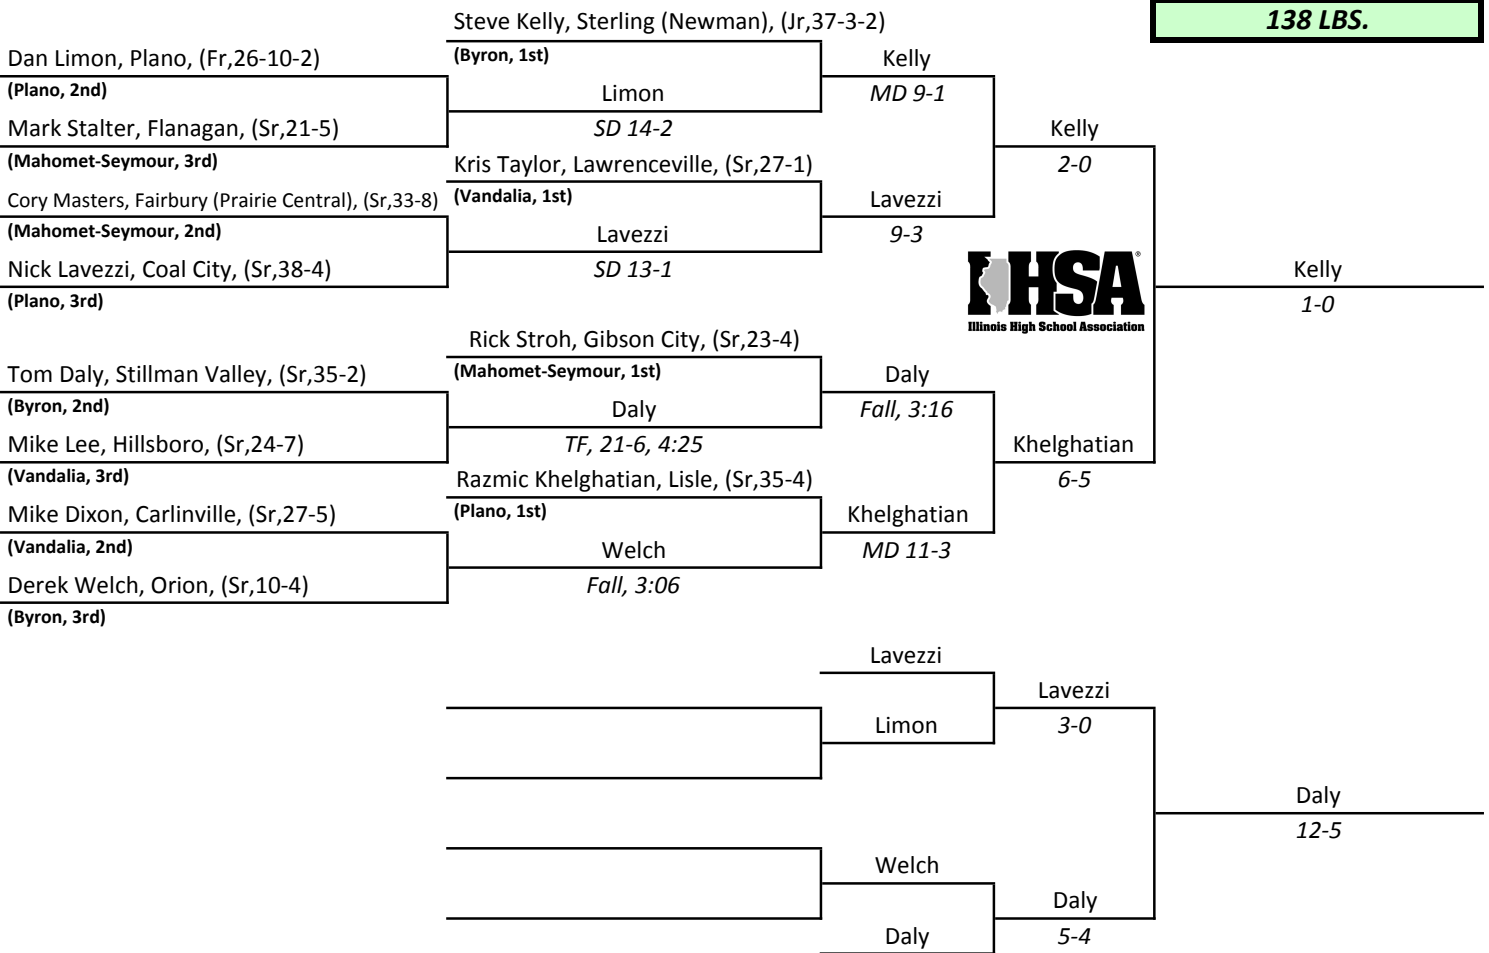 Steve Kelly, Sterling (Newman), (Jr,37-3-2)
138 LBS.
Dan Limon, Plano, (Fr,26-10-2)
(Byron, 1st)
Kelly
(Plano, 2nd)
Limon
MD 9-1
Mark Stalter, Flanagan, (Sr,21-5)
SD 14-2
Kelly
(Mahomet-Seymour, 3rd)
Kris Taylor, Lawrenceville, (Sr,27-1)
2-0
Cory Masters, Fairbury (Prairie Central), (Sr,33-8)
(Vandalia, 1st)
Lavezzi
(Mahomet-Seymour, 2nd)
Lavezzi
9-3
Nick Lavezzi, Coal City, (Sr,38-4)
SD 13-1
IHSA®
Illinois High School Association
Kelly
(Plano, 3rd)
1-0
Rick Stroh, Gibson City, (Sr,23-4)
Tom Daly, Stillman Valley, (Sr,35-2)
(Mahomet-Seymour, 1st)
Daly
(Byron, 2nd)
Daly
Fall, 3:16
Mike Lee, Hillsboro, (Sr,24-7)
TF, 21-6, 4:25
Khelghatian
(Vandalia, 3rd)
Razmic Khelghatian, Lisle, (Sr,35-4)
6-5
Mike Dixon, Carlinville, (Sr,27-5)
(Plano, 1st)
Khelghatian
(Vandalia, 2nd)
Welch
MD 11-3
Derek Welch, Orion, (Sr,10-4)
Fall, 3:06
(Byron, 3rd)
Lavezzi
Lavezzi
Limon
3-0
Daly
12-5
Welch
Daly
Daly
5-4